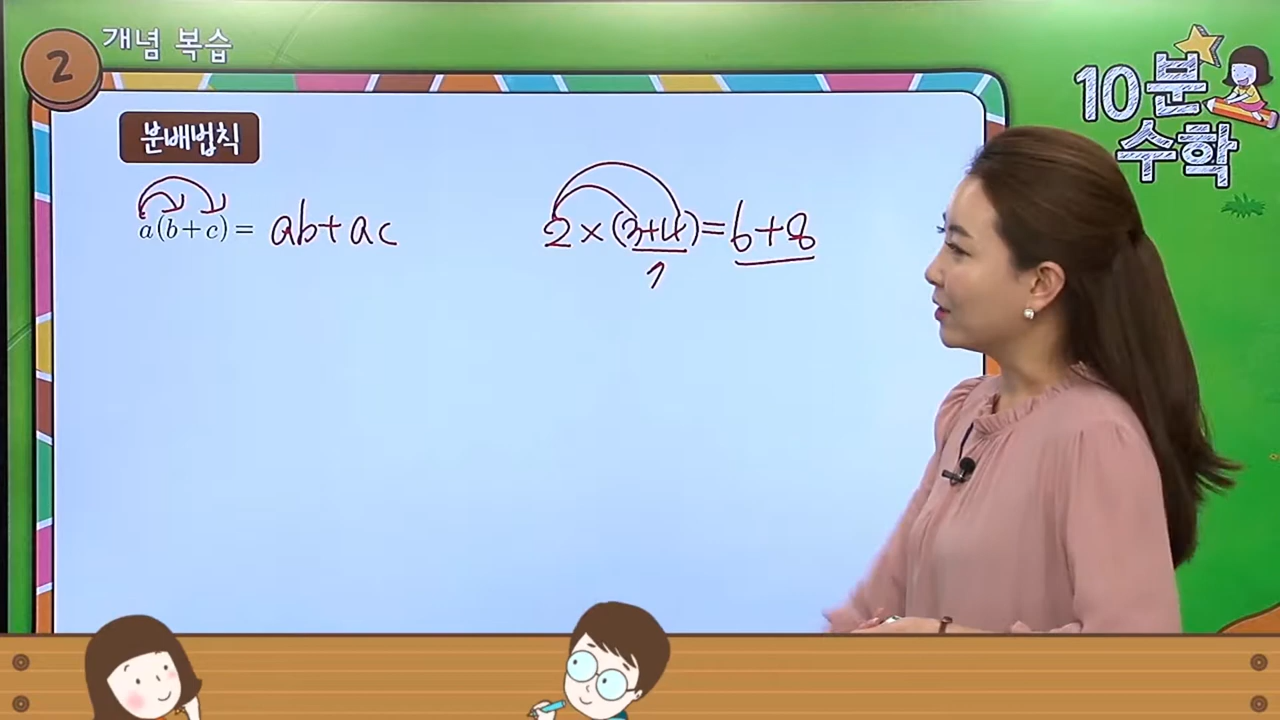 2
개념 복습
10분
수학
분배법칙
a(b+c) = ab+ac
2×(3+4)=6+8
7